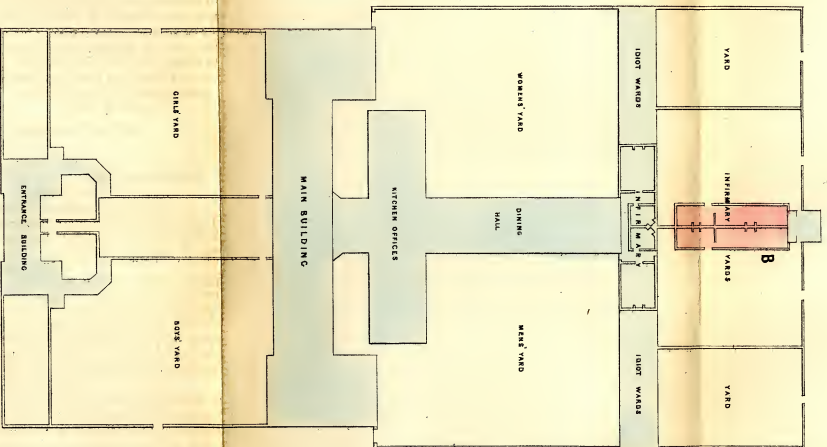 GIRLS' YARD
BOYS' YARD
ENTRANCE BUILDING
MAIN BUILDING
KITCHEN OFFICES
WOMENS' YARD
DINING
HALL
MENS' YARD
IDIOT WARDS
INFIRMARY
IDIOT WARDS
YARD
INFIRMARY
YARDS
B
YARD